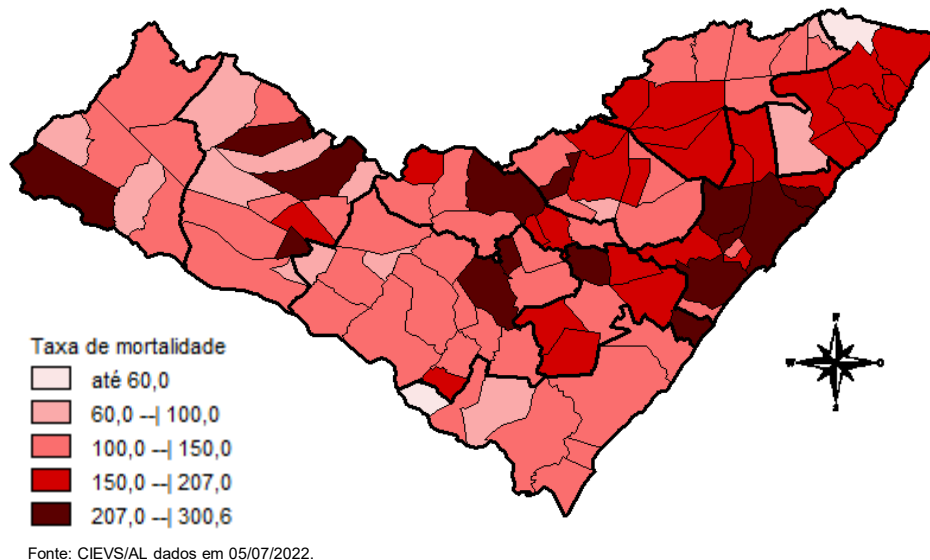 Taxa de mortalidade
até 60,0
60,0 --| 100,0
100,0 --| 150,0
150,0 --| 207,0
207,0 --| 300,6
W
O
S
Fonte: CIEVS/AL dados em 05/07/2022.